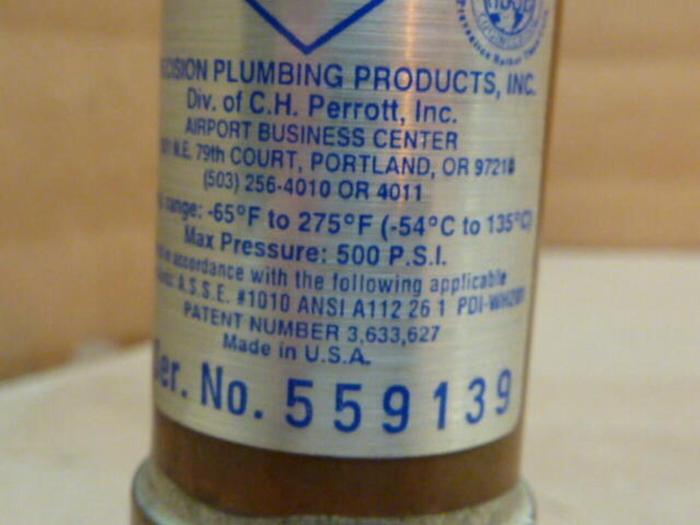 CISION PLUMBING PRODUCTS, INC.
Div. of C.H. Perrott, Inc.
AIRPORT BUSINESS CENTER
N.E. 79th COURT, PORTLAND, OR 97218
(503) 256-4010 OR 4011
range: -65°F to 275°F (-54°C to 135°C)
Max Pressure: 500 P.S.I.
accordance with the following applicable
A.S.S.E. #1010 ANSI A112 26 1 PDI-WH201
PATENT NUMBER 3,633,627
Made in U.S.A.
Ser. No. 559139